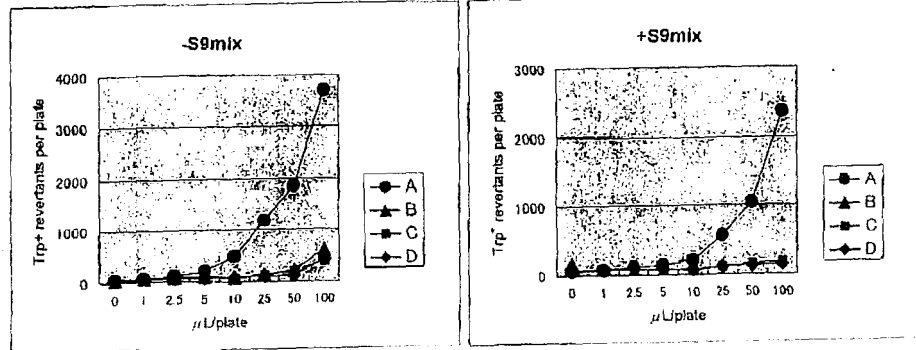 -S9mix
4000
3000
2000
1000
0
Trp+ revertants per plate
0 1 2.5 5 10 25 50 100
μL/plate
A
B
C
D
+S9mix
3000
2000
1000
0
Trp+ revertants per plate
0 1 2.5 5 10 25 50 100
μL/plate
A
B
C
D